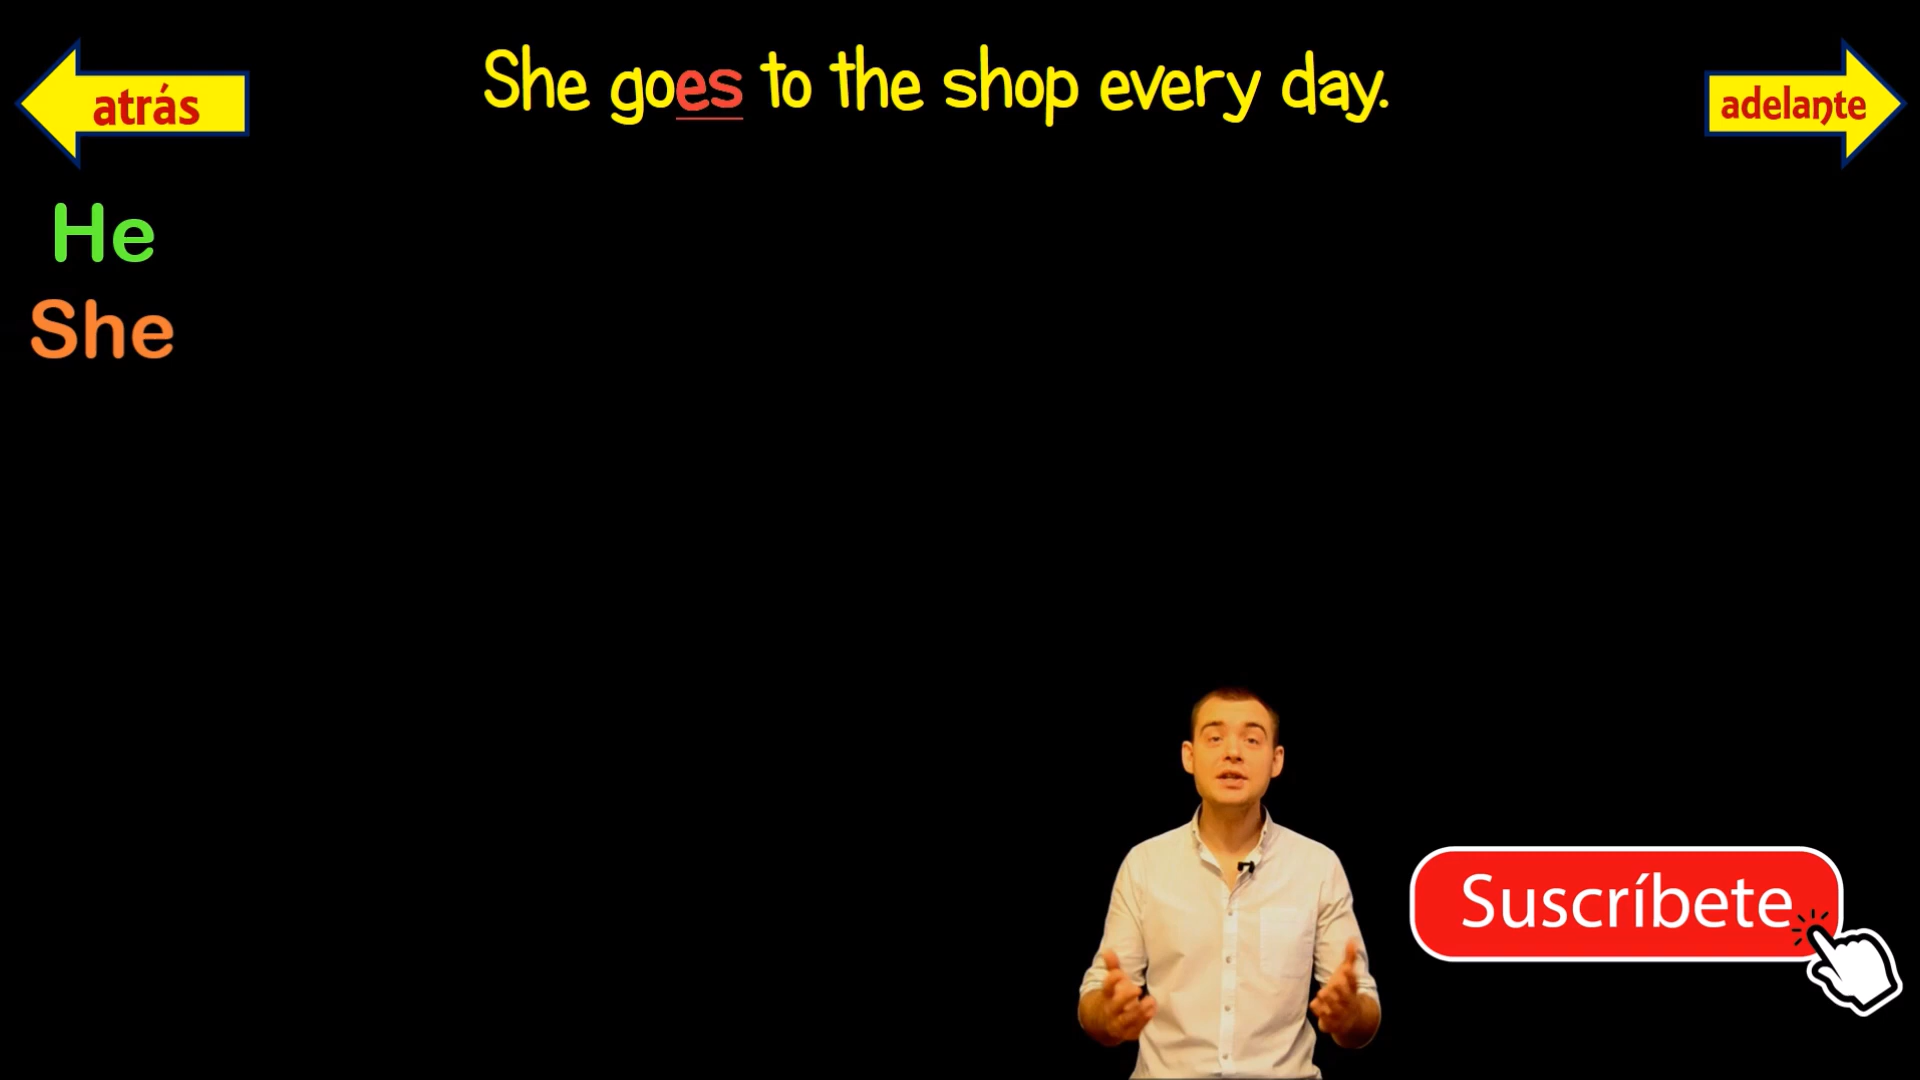 atrás
She goes to the shop every day.
adelante
He
She
Suscríbete